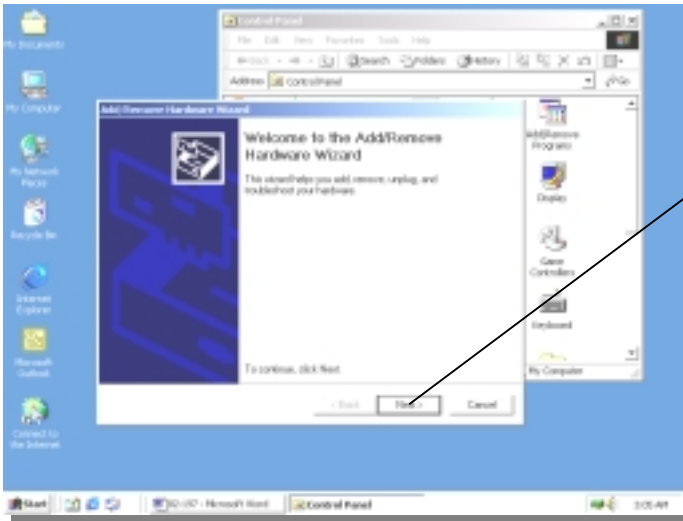 My Documents
My Computer
My Network
Places
Recycle Bin
Internet
Explorer
Microsoft
Outlook
Connect to
the Internet
Control Panel
File Edit View Favorites Tools Help
Back Search Folders History
Address Control Panel
Go
Add/Remove
Programs
Display
Game
Controllers
Keyboard
My Computer
Add/Remove Hardware Wizard
Welcome to the Add/Remove
Hardware Wizard
This wizard helps you add, remove, unplug, and
troubleshoot your hardware.
To continue, click Next.
< Back Next > Cancel
Start
Microsoft Word
Control Panel
AM